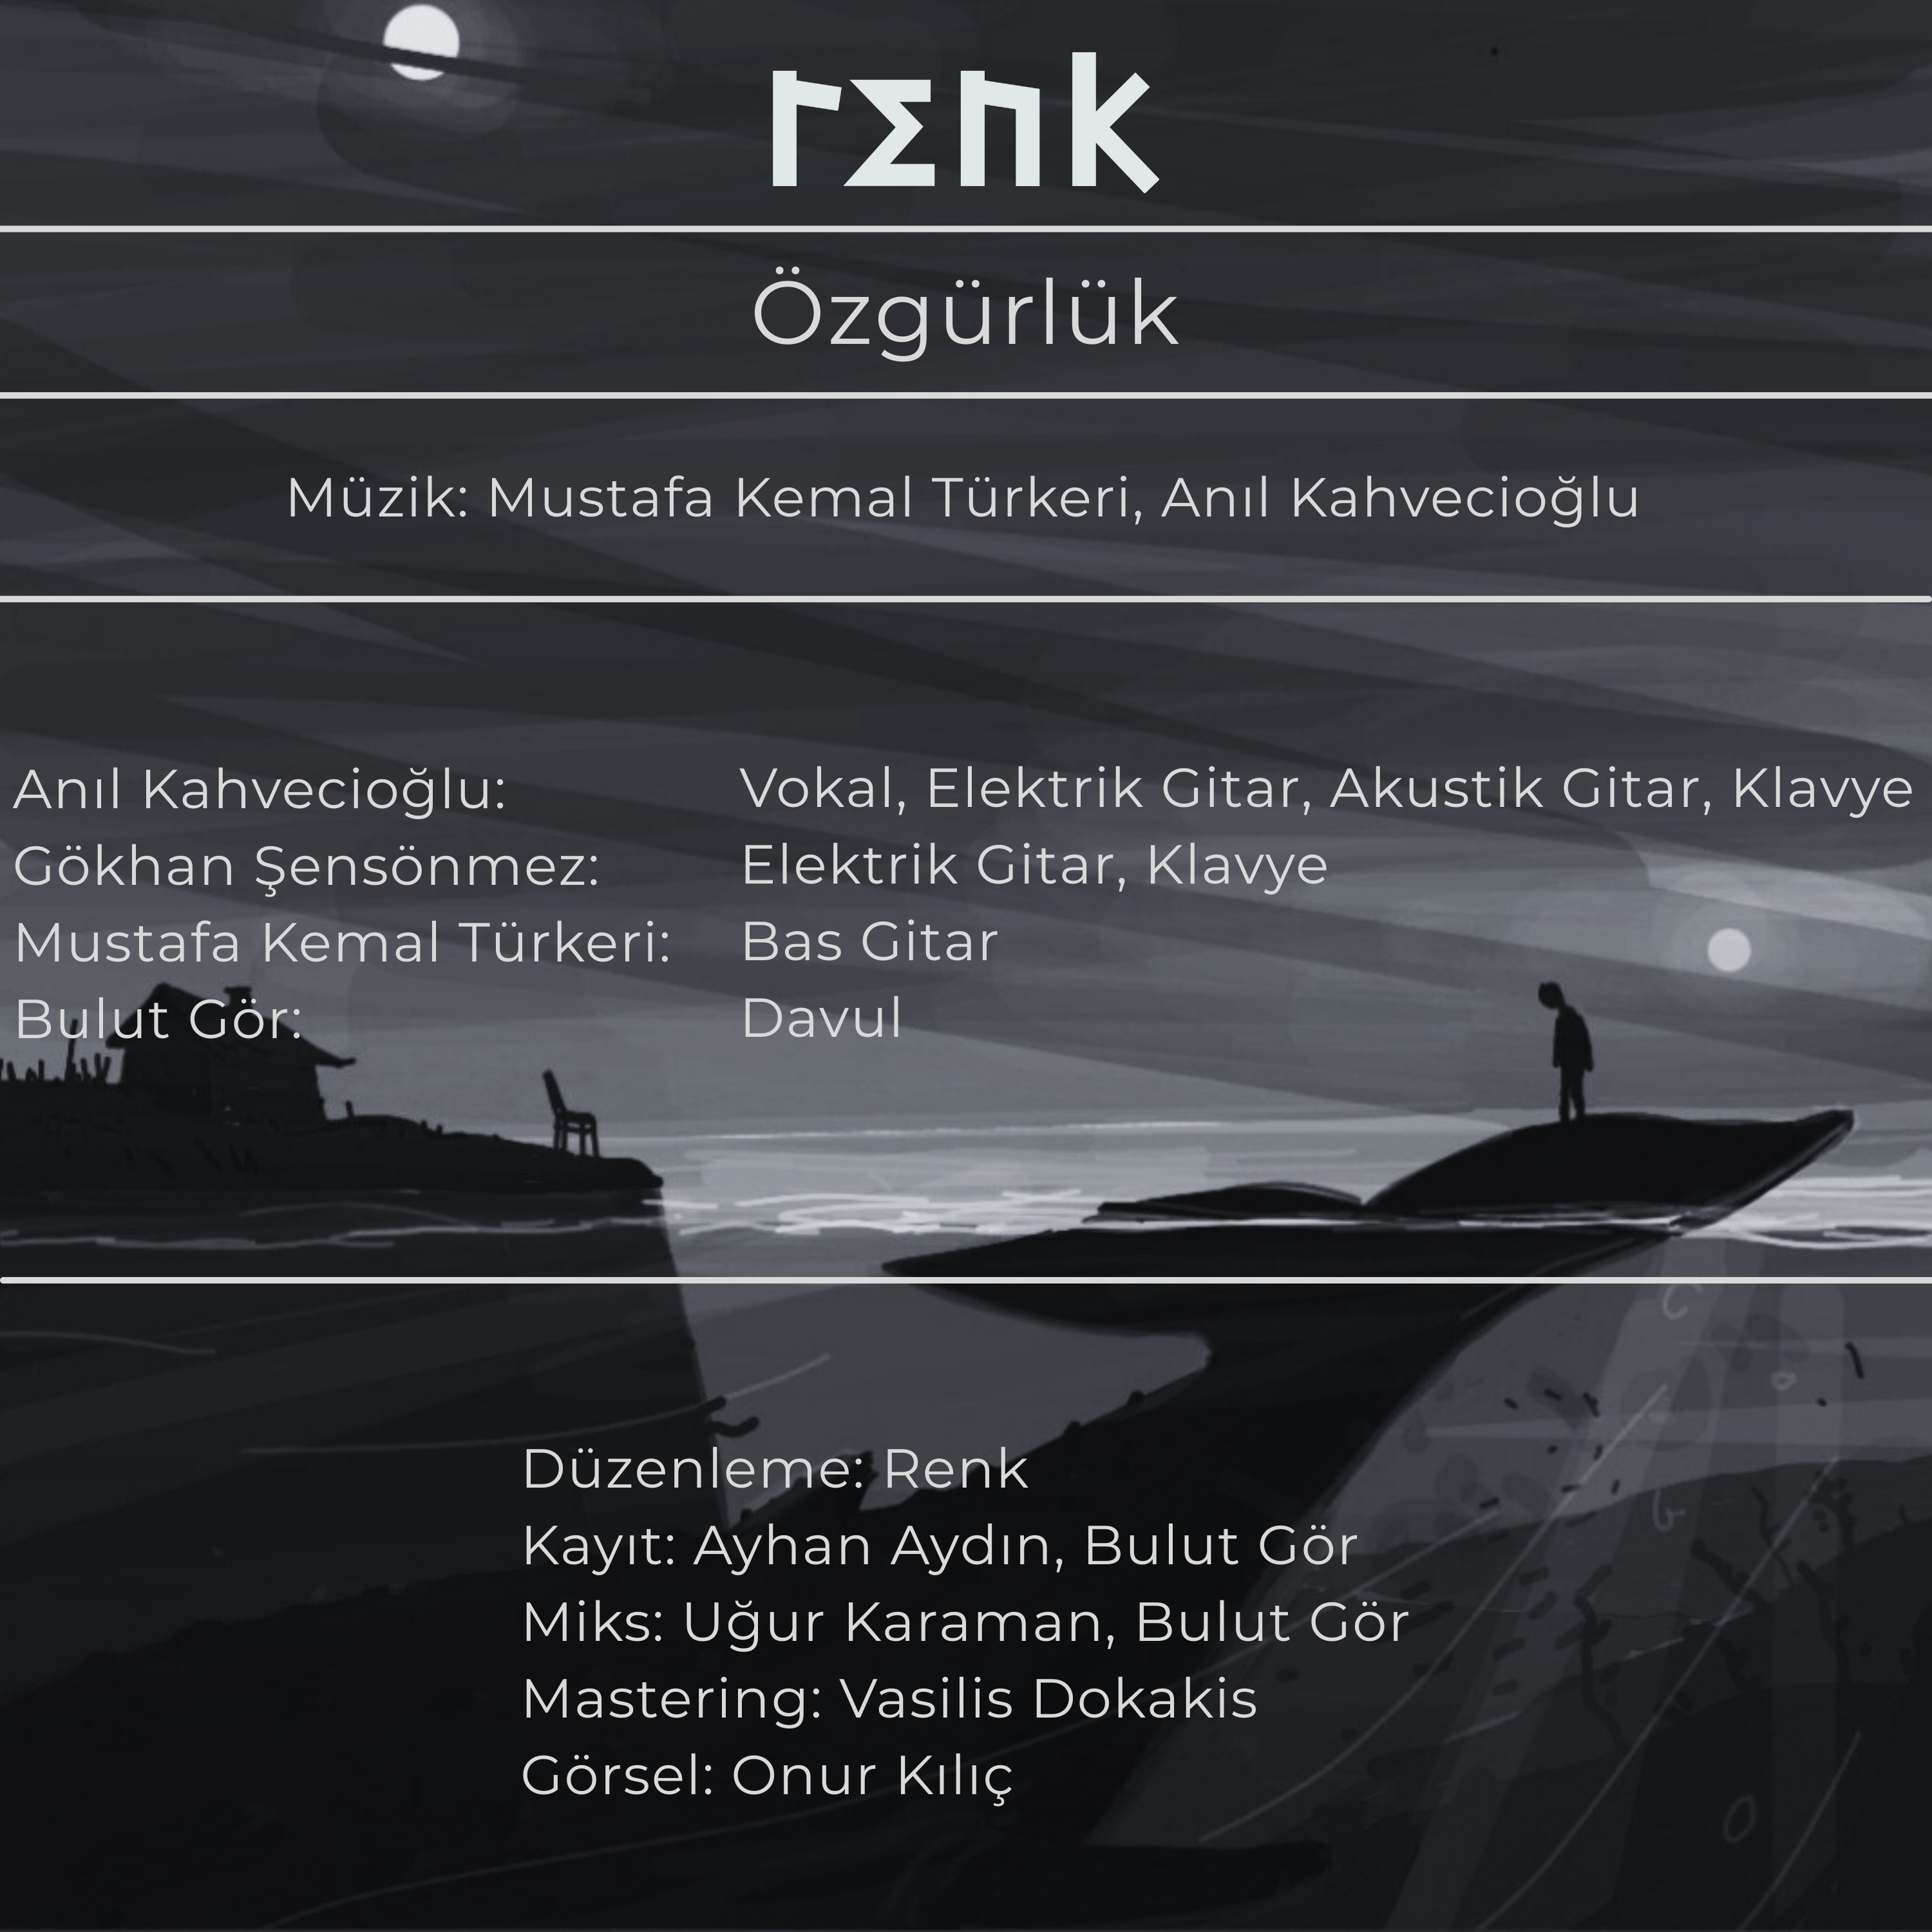 renk
Özgürlük
Müzik: Mustafa Kemal Türkeri, Anıl Kahvecioğlu
Anıl Kahvecioğlu: Vokal, Elektrik Gitar, Akustik Gitar, Klavye
Gökhan Şensönmez: Elektrik Gitar, Klavye
Mustafa Kemal Türkeri: Bas Gitar
Bulut Gör: Davul
Düzenleme: Renk
Kayıt: Ayhan Aydın, Bulut Gör
Miks: Uğur Karaman, Bulut Gör
Mastering: Vasilis Dokakis
Görsel: Onur Kılıç